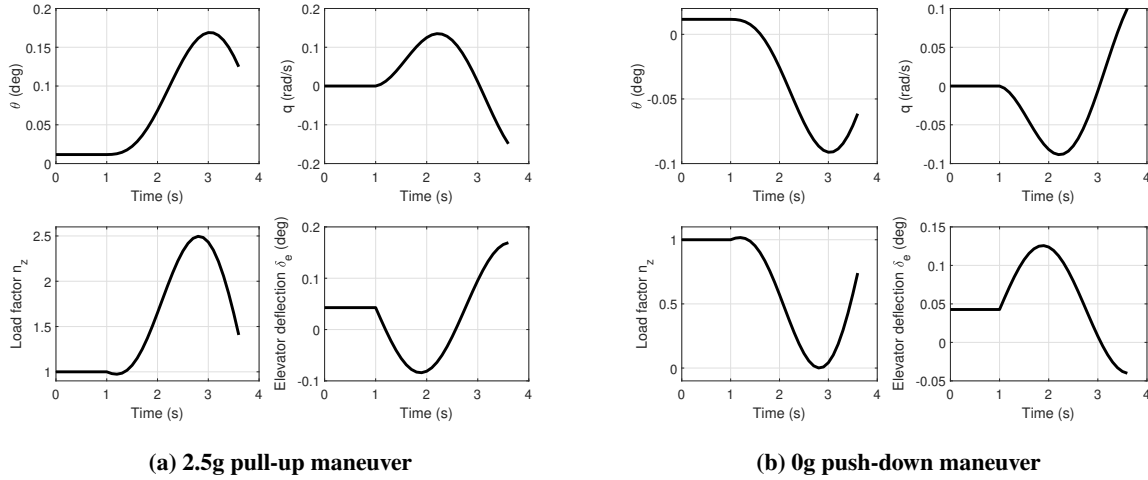 0.2
0.15
0.1
0.05
0
θ (deg)
0 1 2 3 4
Time (s)
0.2
0.1
0
-0.1
-0.2
q (rad/s)
0 1 2 3 4
Time (s)
2.5
2
1.5
1
Load factor n_z
0 1 2 3 4
Time (s)
0.2
0.1
0
-0.1
Elevator deflection δ_e (deg)
0 1 2 3 4
Time (s)
(a) 2.5g pull-up maneuver
0
-0.05
-0.1
θ (deg)
0 1 2 3 4
Time (s)
0.1
0.05
0
-0.05
-0.1
q (rad/s)
0 1 2 3 4
Time (s)
1
0.5
0
Load factor n_z
0 1 2 3 4
Time (s)
0.15
0.1
0.05
0
-0.05
Elevator deflection δ_e (deg)
0 1 2 3 4
Time (s)
(b) 0g push-down maneuver